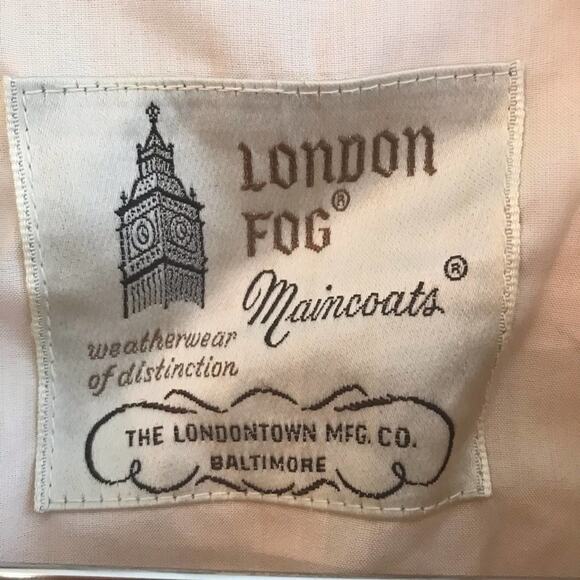 LONDON
FOG®
Maincoats®
weatherwear
of distinction
THE LONDONTOWN MFG. CO.
BALTIMORE